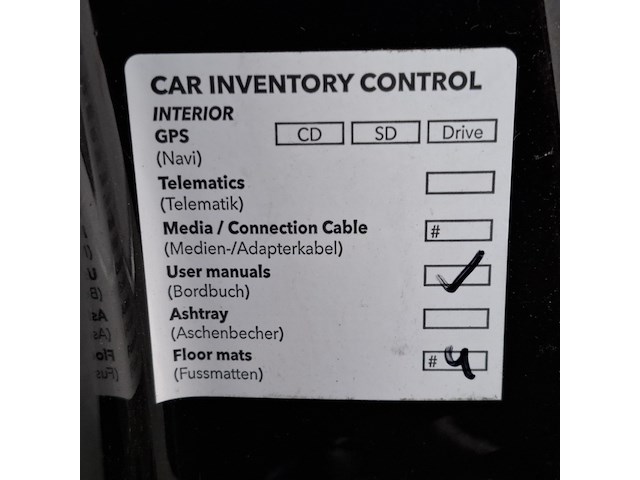 CAR INVENTORY CONTROL
INTERIOR
GPS CD SD Drive
(Navi)
Telematics
(Telematik)
Media / Connection Cable #
(Medien-/Adapterkabel)
User manuals ✓
(Bordbuch)
Ashtray
(Aschenbecher)
Floor mats # 4
(Fussmatten)